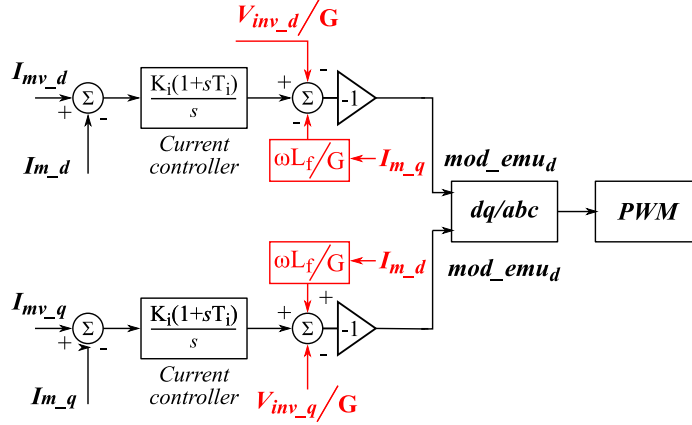 V_inv_d/G
I_mv_d
+
Σ
-
K_i(1+sT_i)
s
+
-
Σ
-
-1
I_m_d
Current
controller
ωL_f/G
I_m_q
mod_emu_d
dq/abc
PWM
ωL_f/G
I_m_d
mod_emu_d
I_mv_q
+
Σ
-
K_i(1+sT_i)
s
+
+
Σ
-
-1
I_m_q
Current
controller
V_inv_q/G